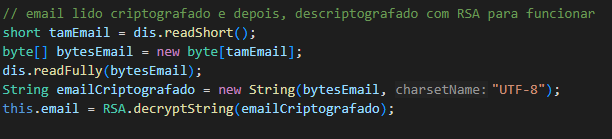 // email lido criptografado e depois, descriptografado com RSA para funcionar
short tamEmail = dis.readShort();
byte[] bytesEmail = new byte[tamEmail];
dis.readFully(bytesEmail);
String emailCriptografado = new String(bytesEmail, charsetName: "UTF-8");
this.email = RSA.decryptString(emailCriptografado);